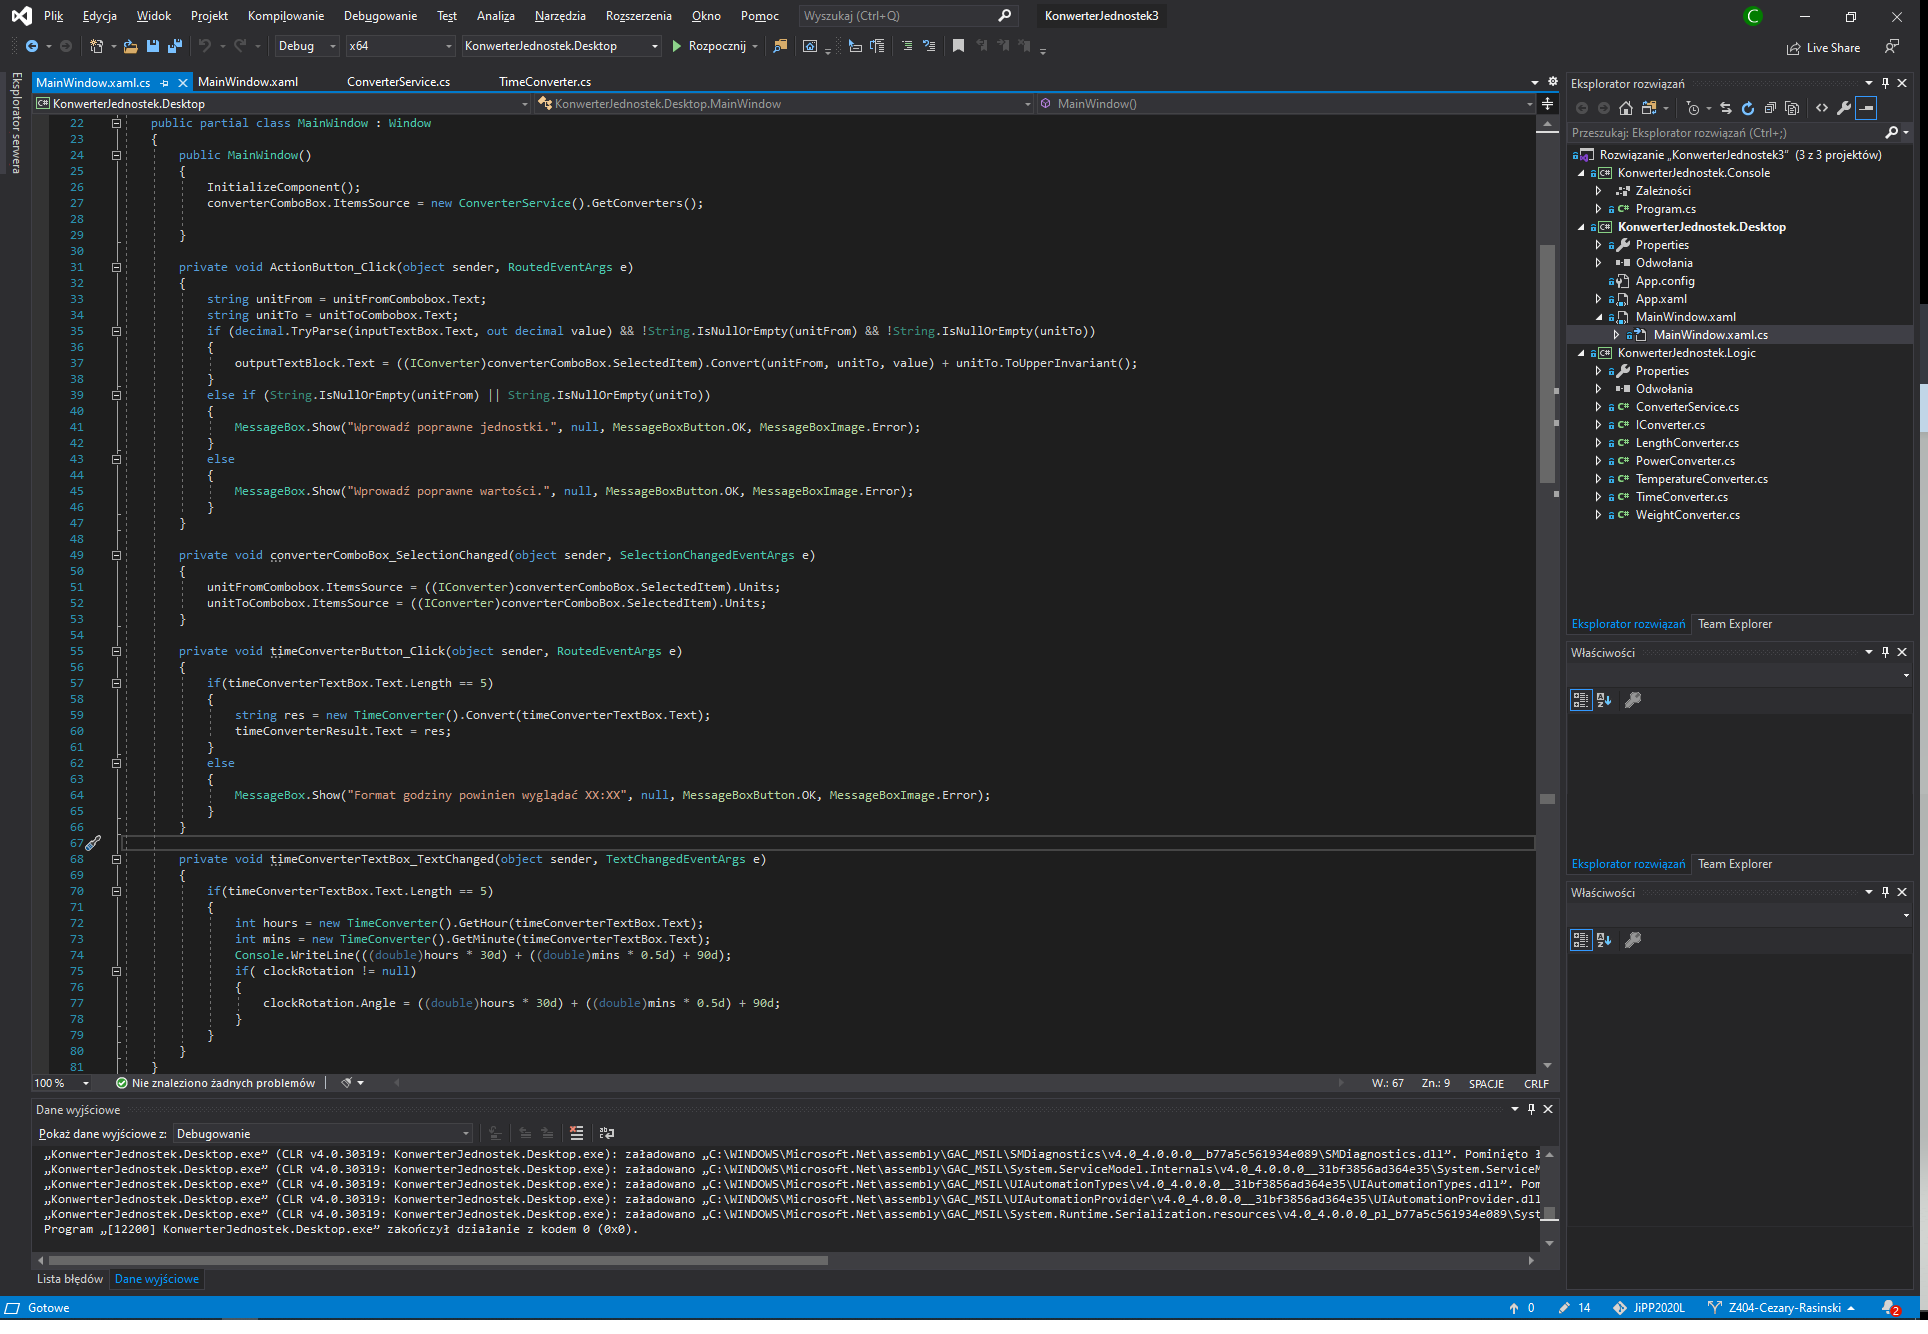 Plik Edycja Widok Projekt Kompilowanie Debugowanie Test Analiza Narzędzia Rozszerzenia Okno Pomoc Wyszukaj (Ctrl+Q) KonwerterJednostek3 C
Debug x64 KonwerterJednostek.Desktop Rozpocznij Live Share
Eksplorator serwera
MainWindow.xaml.cs MainWindow.xaml ConverterService.cs TimeConverter.cs
KonwerterJednostek.Desktop KonwerterJednostek.Desktop.MainWindow MainWindow()
22 public partial class MainWindow : Window
23 {
24 public MainWindow()
25 {
26 InitializeComponent();
27 converterComboBox.ItemsSource = new ConverterService().GetConverters();
28
29 }
30
31 private void ActionButton_Click(object sender, RoutedEventArgs e)
32 {
33 string unitFrom = unitFromCombobox.Text;
34 string unitTo = unitToCombobox.Text;
35 if (decimal.TryParse(inputTextBox.Text, out decimal value) && !String.IsNullOrEmpty(unitFrom) && !String.IsNullOrEmpty(unitTo))
36 {
37 outputTextBlock.Text = ((IConverter)converterComboBox.SelectedItem).Convert(unitFrom, unitTo, value) + unitTo.ToUpperInvariant();
38 }
39 else if (String.IsNullOrEmpty(unitFrom) || String.IsNullOrEmpty(unitTo))
40 {
41 MessageBox.Show("Wprowadź poprawne jednostki.", null, MessageBoxButton.OK, MessageBoxImage.Error);
42 }
43 else
44 {
45 MessageBox.Show("Wprowadź poprawne wartości.", null, MessageBoxButton.OK, MessageBoxImage.Error);
46 }
47 }
48
49 private void converterComboBox_SelectionChanged(object sender, SelectionChangedEventArgs e)
50 {
51 unitFromCombobox.ItemsSource = ((IConverter)converterComboBox.SelectedItem).Units;
52 unitToCombobox.ItemsSource = ((IConverter)converterComboBox.SelectedItem).Units;
53 }
54
55 private void timeConverterButton_Click(object sender, RoutedEventArgs e)
56 {
57 if(timeConverterTextBox.Text.Length == 5)
58 {
59 string res = new TimeConverter().Convert(timeConverterTextBox.Text);
60 timeConverterResult.Text = res;
61 }
62 else
63 {
64 MessageBox.Show("Format godziny powinien wyglądać XX:XX", null, MessageBoxButton.OK, MessageBoxImage.Error);
65 }
66 }
67
68 private void timeConverterTextBox_TextChanged(object sender, TextChangedEventArgs e)
69 {
70 if(timeConverterTextBox.Text.Length == 5)
71 {
72 int hours = new TimeConverter().GetHour(timeConverterTextBox.Text);
73 int mins = new TimeConverter().GetMinute(timeConverterTextBox.Text);
74 Console.WriteLine(((double)hours * 30d) + ((double)mins * 0.5d) + 90d);
75 if( clockRotation != null)
76 {
77 clockRotation.Angle = ((double)hours * 30d) + ((double)mins * 0.5d) + 90d;
78 }
79 }
80 }
81 }
100 % Nie znaleziono żadnych problemów W.: 67 Zn.: 9 SPACJE CRLF
Dane wyjściowe
Pokaż dane wyjściowe z: Debugowanie
„KonwerterJednostek.Desktop.exe” (CLR v4.0.30319: KonwerterJednostek.Desktop.exe): załadowano „C:\WINDOWS\Microsoft.Net\assembly\GAC_MSIL\SMDiagnostics\v4.0_4.0.0.0__b77a5c561934e089\SMDiagnostics.dll”. Pominięto ł
„KonwerterJednostek.Desktop.exe” (CLR v4.0.30319: KonwerterJednostek.Desktop.exe): załadowano „C:\WINDOWS\Microsoft.Net\assembly\GAC_MSIL\System.ServiceModel.Internals\v4.0_4.0.0.0__31bf3856ad364e35\System.ServiceM
„KonwerterJednostek.Desktop.exe” (CLR v4.0.30319: KonwerterJednostek.Desktop.exe): załadowano „C:\WINDOWS\Microsoft.Net\assembly\GAC_MSIL\UIAutomationTypes\v4.0_4.0.0.0__31bf3856ad364e35\UIAutomationTypes.dll”. Pom
„KonwerterJednostek.Desktop.exe” (CLR v4.0.30319: KonwerterJednostek.Desktop.exe): załadowano „C:\WINDOWS\Microsoft.Net\assembly\GAC_MSIL\UIAutomationProvider\v4.0_4.0.0.0__31bf3856ad364e35\UIAutomationProvider.dll
„KonwerterJednostek.Desktop.exe” (CLR v4.0.30319: KonwerterJednostek.Desktop.exe): załadowano „C:\WINDOWS\Microsoft.Net\assembly\GAC_MSIL\System.Runtime.Serialization.resources\v4.0_4.0.0.0_pl_b77a5c561934e089\Syst
Program „[12200] KonwerterJednostek.Desktop.exe” zakończył działanie z kodem 0 (0x0).
Lista błędów Dane wyjściowe
Eksplorator rozwiązań
Przeszukaj: Eksplorator rozwiązań (Ctrl+;)
Rozwiązanie „KonwerterJednostek3” (3 z 3 projektów)
KonwerterJednostek.Console
Zależności
C# Program.cs
KonwerterJednostek.Desktop
Properties
Odwołania
App.config
App.xaml
MainWindow.xaml
MainWindow.xaml.cs
KonwerterJednostek.Logic
Properties
Odwołania
C# ConverterService.cs
C# IConverter.cs
C# LengthConverter.cs
C# PowerConverter.cs
C# TemperatureConverter.cs
C# TimeConverter.cs
C# WeightConverter.cs
Eksplorator rozwiązań Team Explorer
Właściwości
Eksplorator rozwiązań Team Explorer
Właściwości
Gotowe 0 14 JiPP2020L Z404-Cezary-Rasinski 2